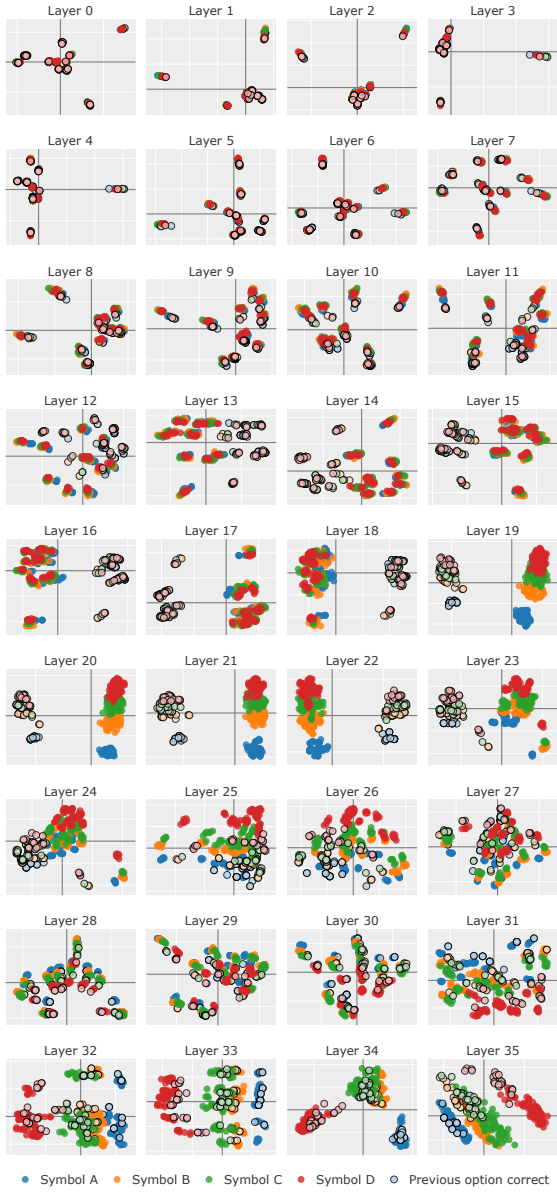 Layer 0 Layer 1 Layer 2 Layer 3
Layer 4 Layer 5 Layer 6 Layer 7
Layer 8 Layer 9 Layer 10 Layer 11
Layer 12 Layer 13 Layer 14 Layer 15
Layer 16 Layer 17 Layer 18 Layer 19
Layer 20 Layer 21 Layer 22 Layer 23
Layer 24 Layer 25 Layer 26 Layer 27
Layer 28 Layer 29 Layer 30 Layer 31
Layer 32 Layer 33 Layer 34 Layer 35
Symbol A Symbol B Symbol C Symbol D Previous option correct